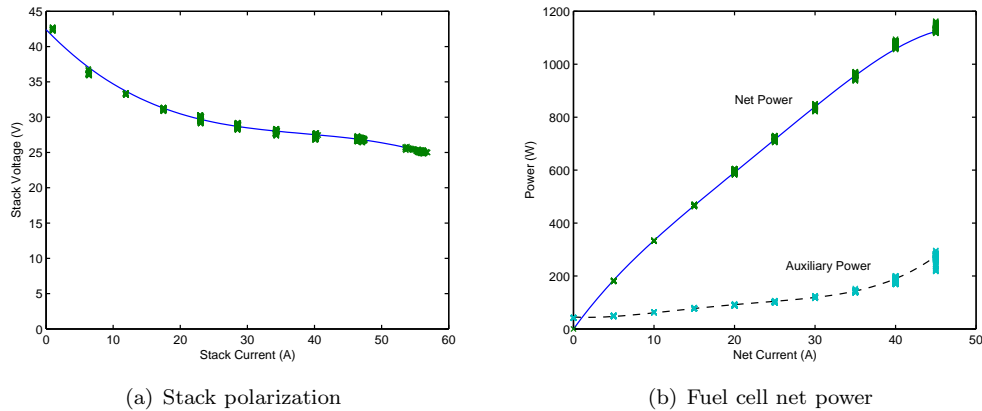 45
40
35
30
25
20
15
10
5
0
Stack Voltage (V)
0 10 20 30 40 50 60
Stack Current (A)
(a) Stack polarization
1200
1000
800
600
400
200
0
Power (W)
Net Power
Auxiliary Power
0 10 20 30 40 50
Net Current (A)
(b) Fuel cell net power